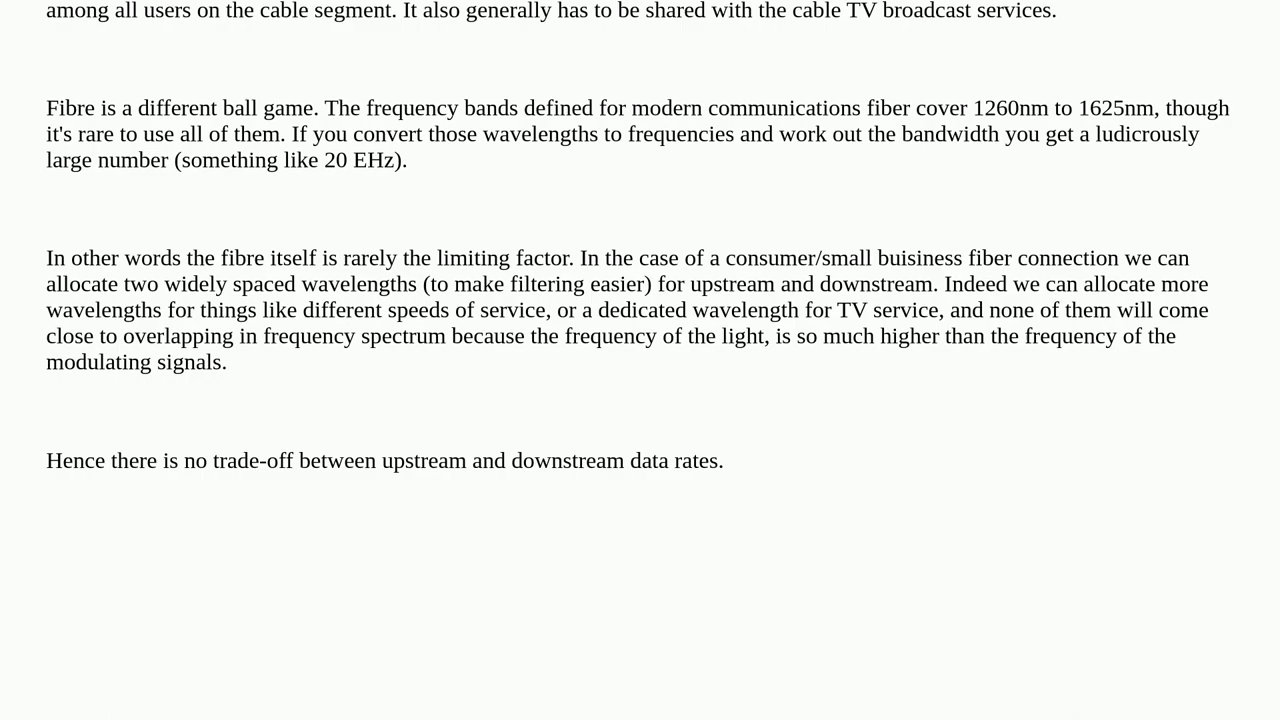 among all users on the cable segment. It also generally has to be shared with the cable TV broadcast services.
Fibre is a different ball game. The frequency bands defined for modern communications fiber cover 1260nm to 1625nm, though
it's rare to use all of them. If you convert those wavelengths to frequencies and work out the bandwidth you get a ludicrously
large number (something like 20 EHz).
In other words the fibre itself is rarely the limiting factor. In the case of a consumer/small buisiness fiber connection we can
allocate two widely spaced wavelengths (to make filtering easier) for upstream and downstream. Indeed we can allocate more
wavelengths for things like different speeds of service, or a dedicated wavelength for TV service, and none of them will come
close to overlapping in frequency spectrum because the frequency of the light, is so much higher than the frequency of the
modulating signals.
Hence there is no trade-off between upstream and downstream data rates.